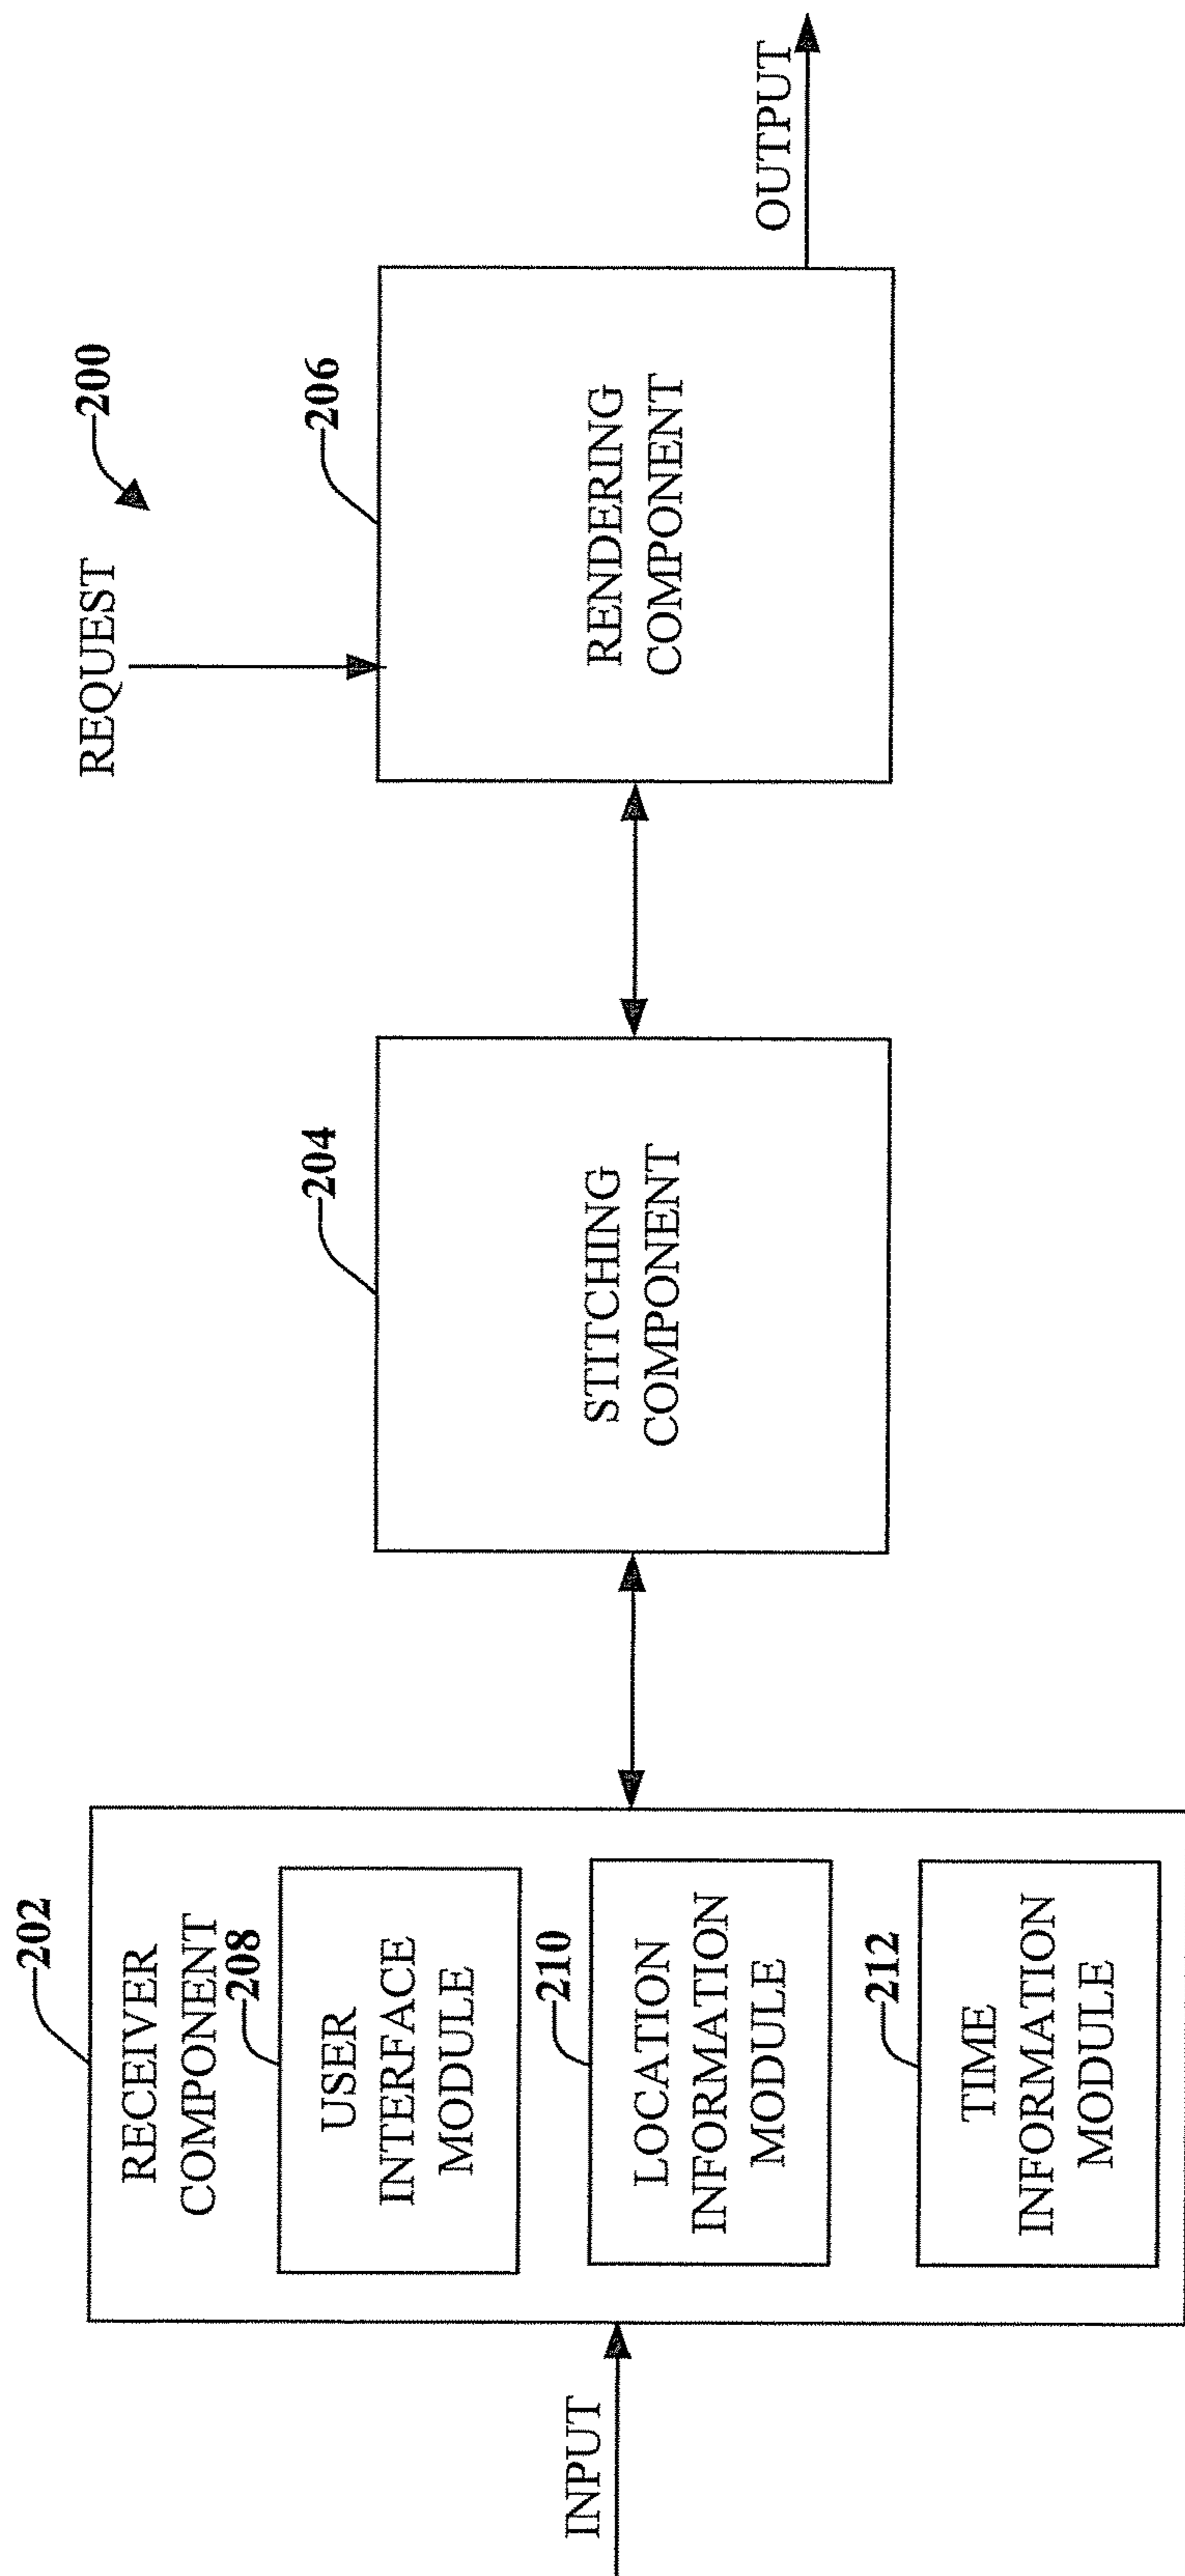 200
REQUEST
202
RECEIVER
COMPONENT
208
USER
INTERFACE
MODULE
210
LOCATION
INFORMATION
MODULE
212
TIME
INFORMATION
MODULE
INPUT
204
STITCHING
COMPONENT
206
RENDERING
COMPONENT
OUTPUT